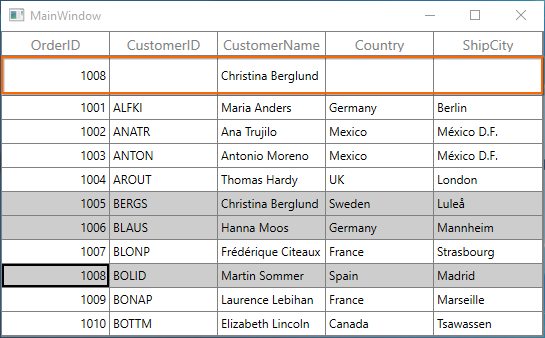 MainWindow
OrderID CustomerID CustomerName Country ShipCity
1008 Christina Berglund
1001 ALFKI Maria Anders Germany Berlin
1002 ANATR Ana Trujilo Mexico México D.F.
1003 ANTON Antonio Moreno Mexico México D.F.
1004 AROUT Thomas Hardy UK London
1005 BERGS Christina Berglund Sweden Luleå
1006 BLAUS Hanna Moos Germany Mannheim
1007 BLONP Frédérique Citeaux France Strasbourg
1008 BOLID Martin Sommer Spain Madrid
1009 BONAP Laurence Lebihan France Marseille
1010 BOTTM Elizabeth Lincoln Canada Tsawassen